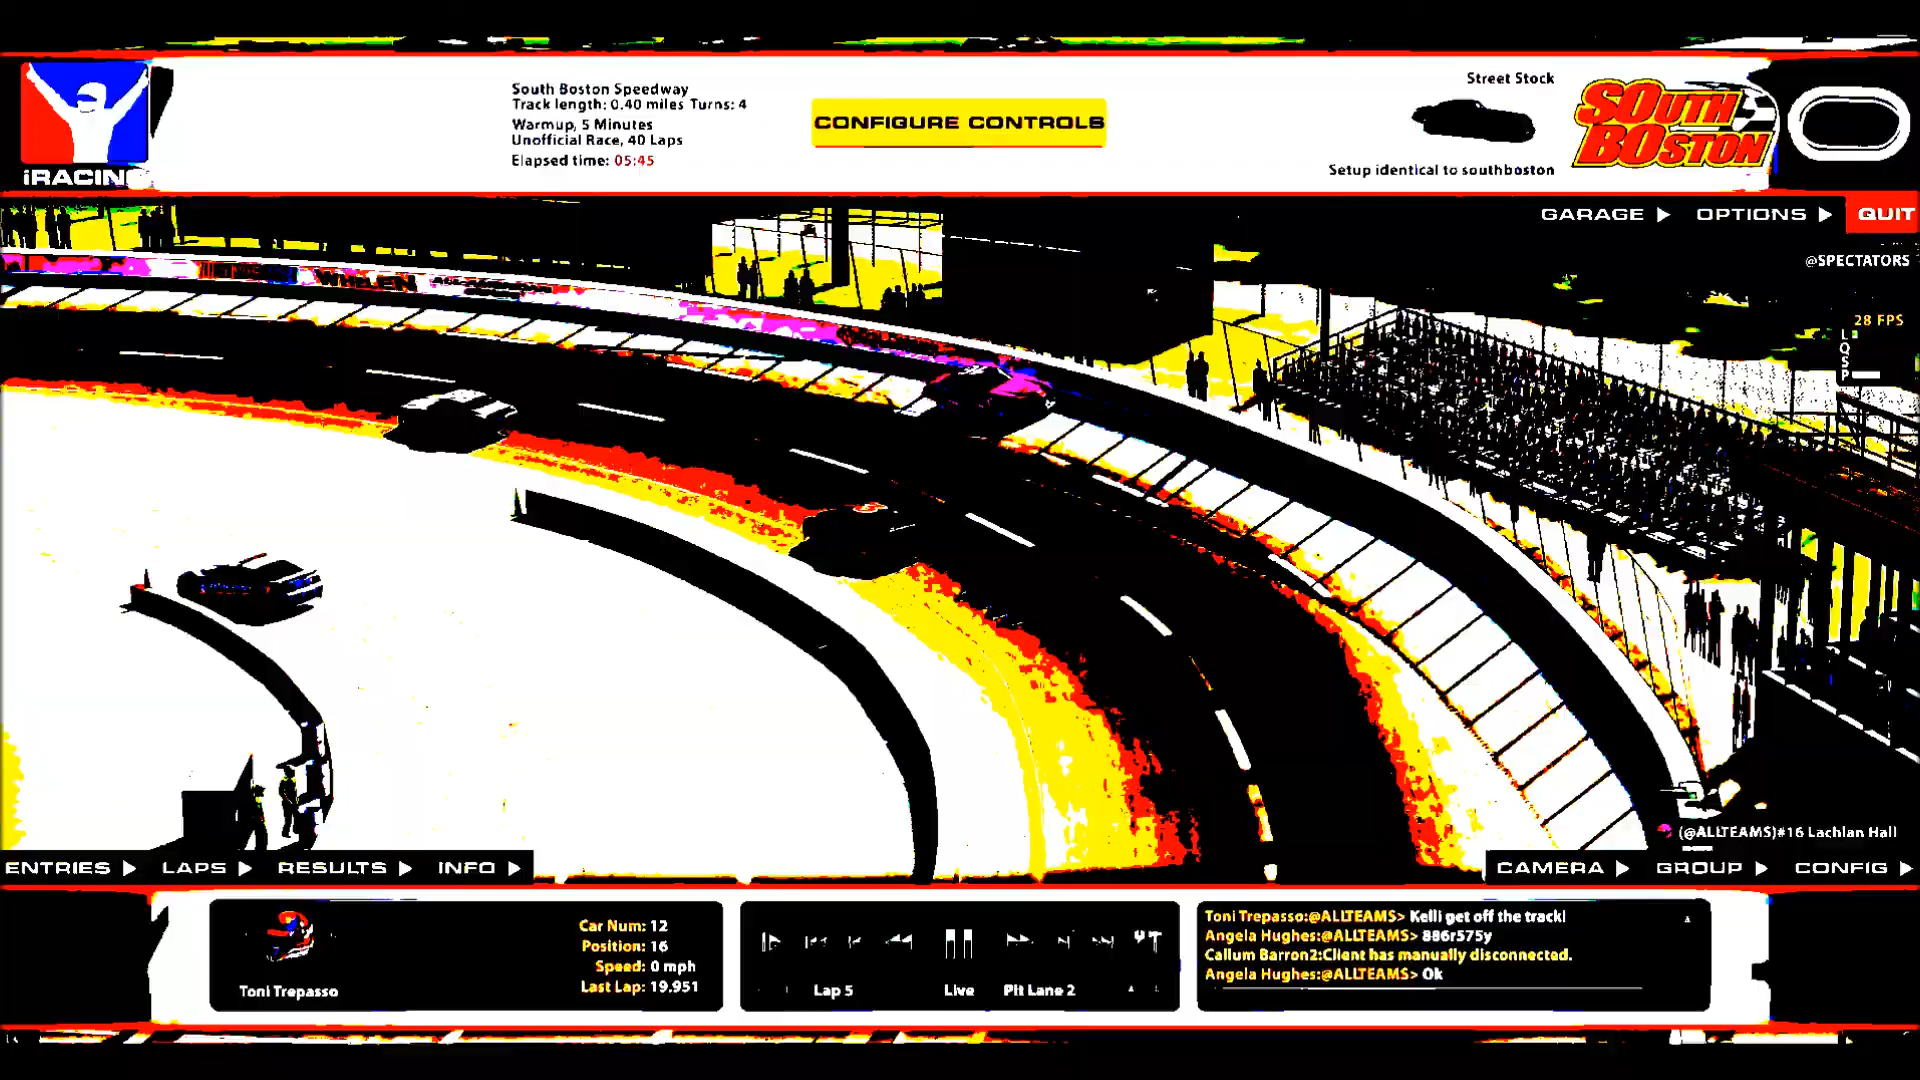 South Boston Speedway
Track length: 0.40 miles Turns: 4
Warmup, 5 Minutes
Unofficial Race, 40 Laps
Elapsed time: 05:45
CONFIGURE CONTROLS
Street Stock
Setup identical to southboston
SOUTH
BOSTON
iRACING
GARAGE
OPTIONS
QUIT
@SPECTATORS
28 FPS
L
Q
S
P
WHELEN
(@ALLTEAMS)#16 Lachlan Hall
ENTRIES
LAPS
RESULTS
INFO
CAMERA
GROUP
CONFIG
Toni Trepasso
Car Num: 12
Position: 16
Speed: 0 mph
Last Lap: 19.951
Lap 5
Live
Pit Lane 2
Toni Trepasso:@ALLTEAMS> Kelli get off the track!
Angela Hughes:@ALLTEAMS> 886r575y
Callum Barron2:Client has manually disconnected.
Angela Hughes:@ALLTEAMS> Ok